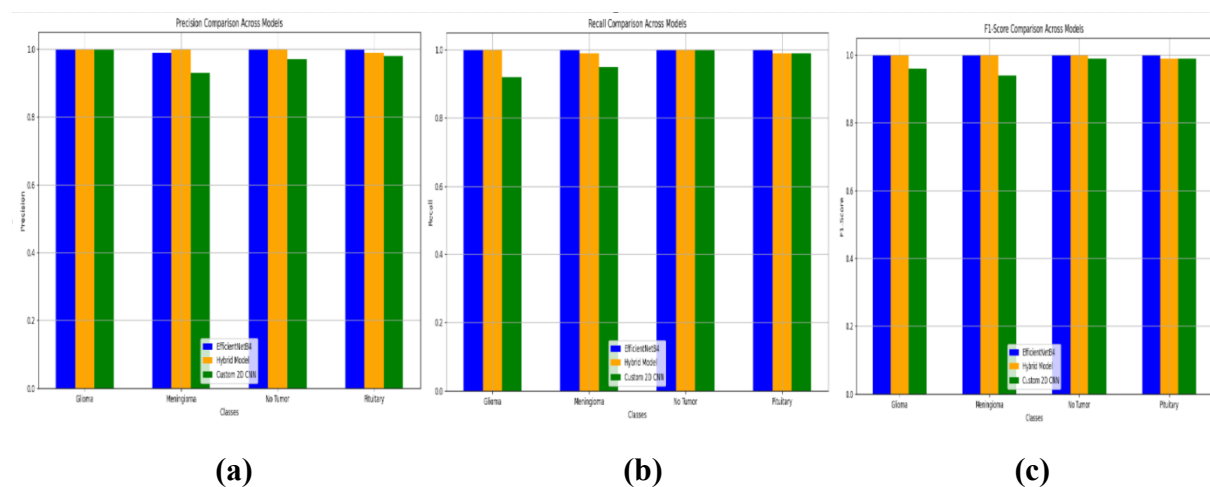 Precision Comparison Across Models
1.0
0.8
0.6
0.4
0.2
0.0
Precision
EfficientNetB4
Hybrid Model
Custom 2D CNN
Glioma
Meningioma
No Tumor
Pituitary
Classes
(a)
Recall Comparison Across Models
1.0
0.8
0.6
0.4
0.2
0.0
Recall
EfficientNetB4
Hybrid Model
Custom 2D CNN
Glioma
Meningioma
No Tumor
Pituitary
Classes
(b)
F1-Score Comparison Across Models
1.0
0.8
0.6
0.4
0.2
0.0
F1-Score
EfficientNetB4
Hybrid Model
Custom 2D CNN
Glioma
Meningioma
No Tumor
Pituitary
Classes
(c)